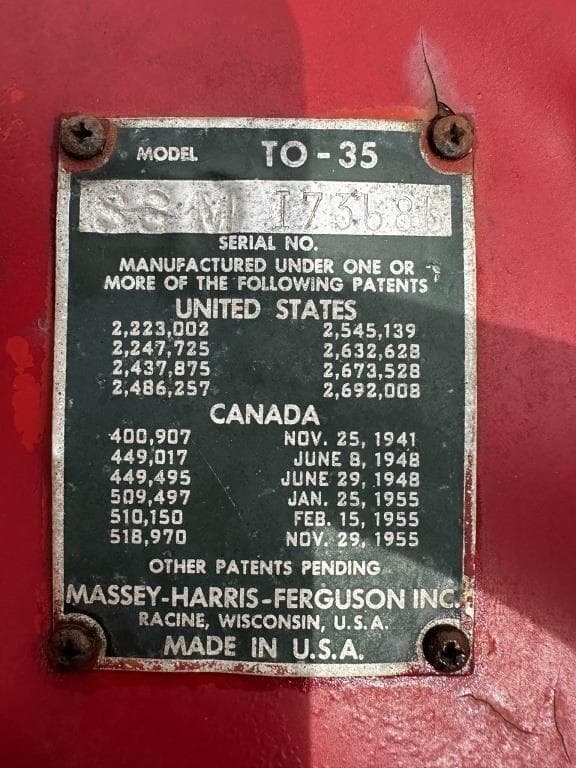 MODEL TO-35
SGM
SERIAL NO.
MANUFACTURED UNDER ONE OR
MORE OF THE FOLLOWING PATENTS
UNITED STATES
2,223,002 2,545,139
2,247,725 2,632,628
2,437,875 2,673,528
2,486,257 2,692,008
CANADA
400,907 NOV. 25, 1941
449,017 JUNE 8, 1948
449,495 JUNE 29, 1948
509,497 JAN. 25, 1955
510,150 FEB. 15, 1955
518,970 NOV. 29, 1955
OTHER PATENTS PENDING
MASSEY-HARRIS-FERGUSON INC.
RACINE, WISCONSIN, U.S.A.
MADE IN U.S.A.